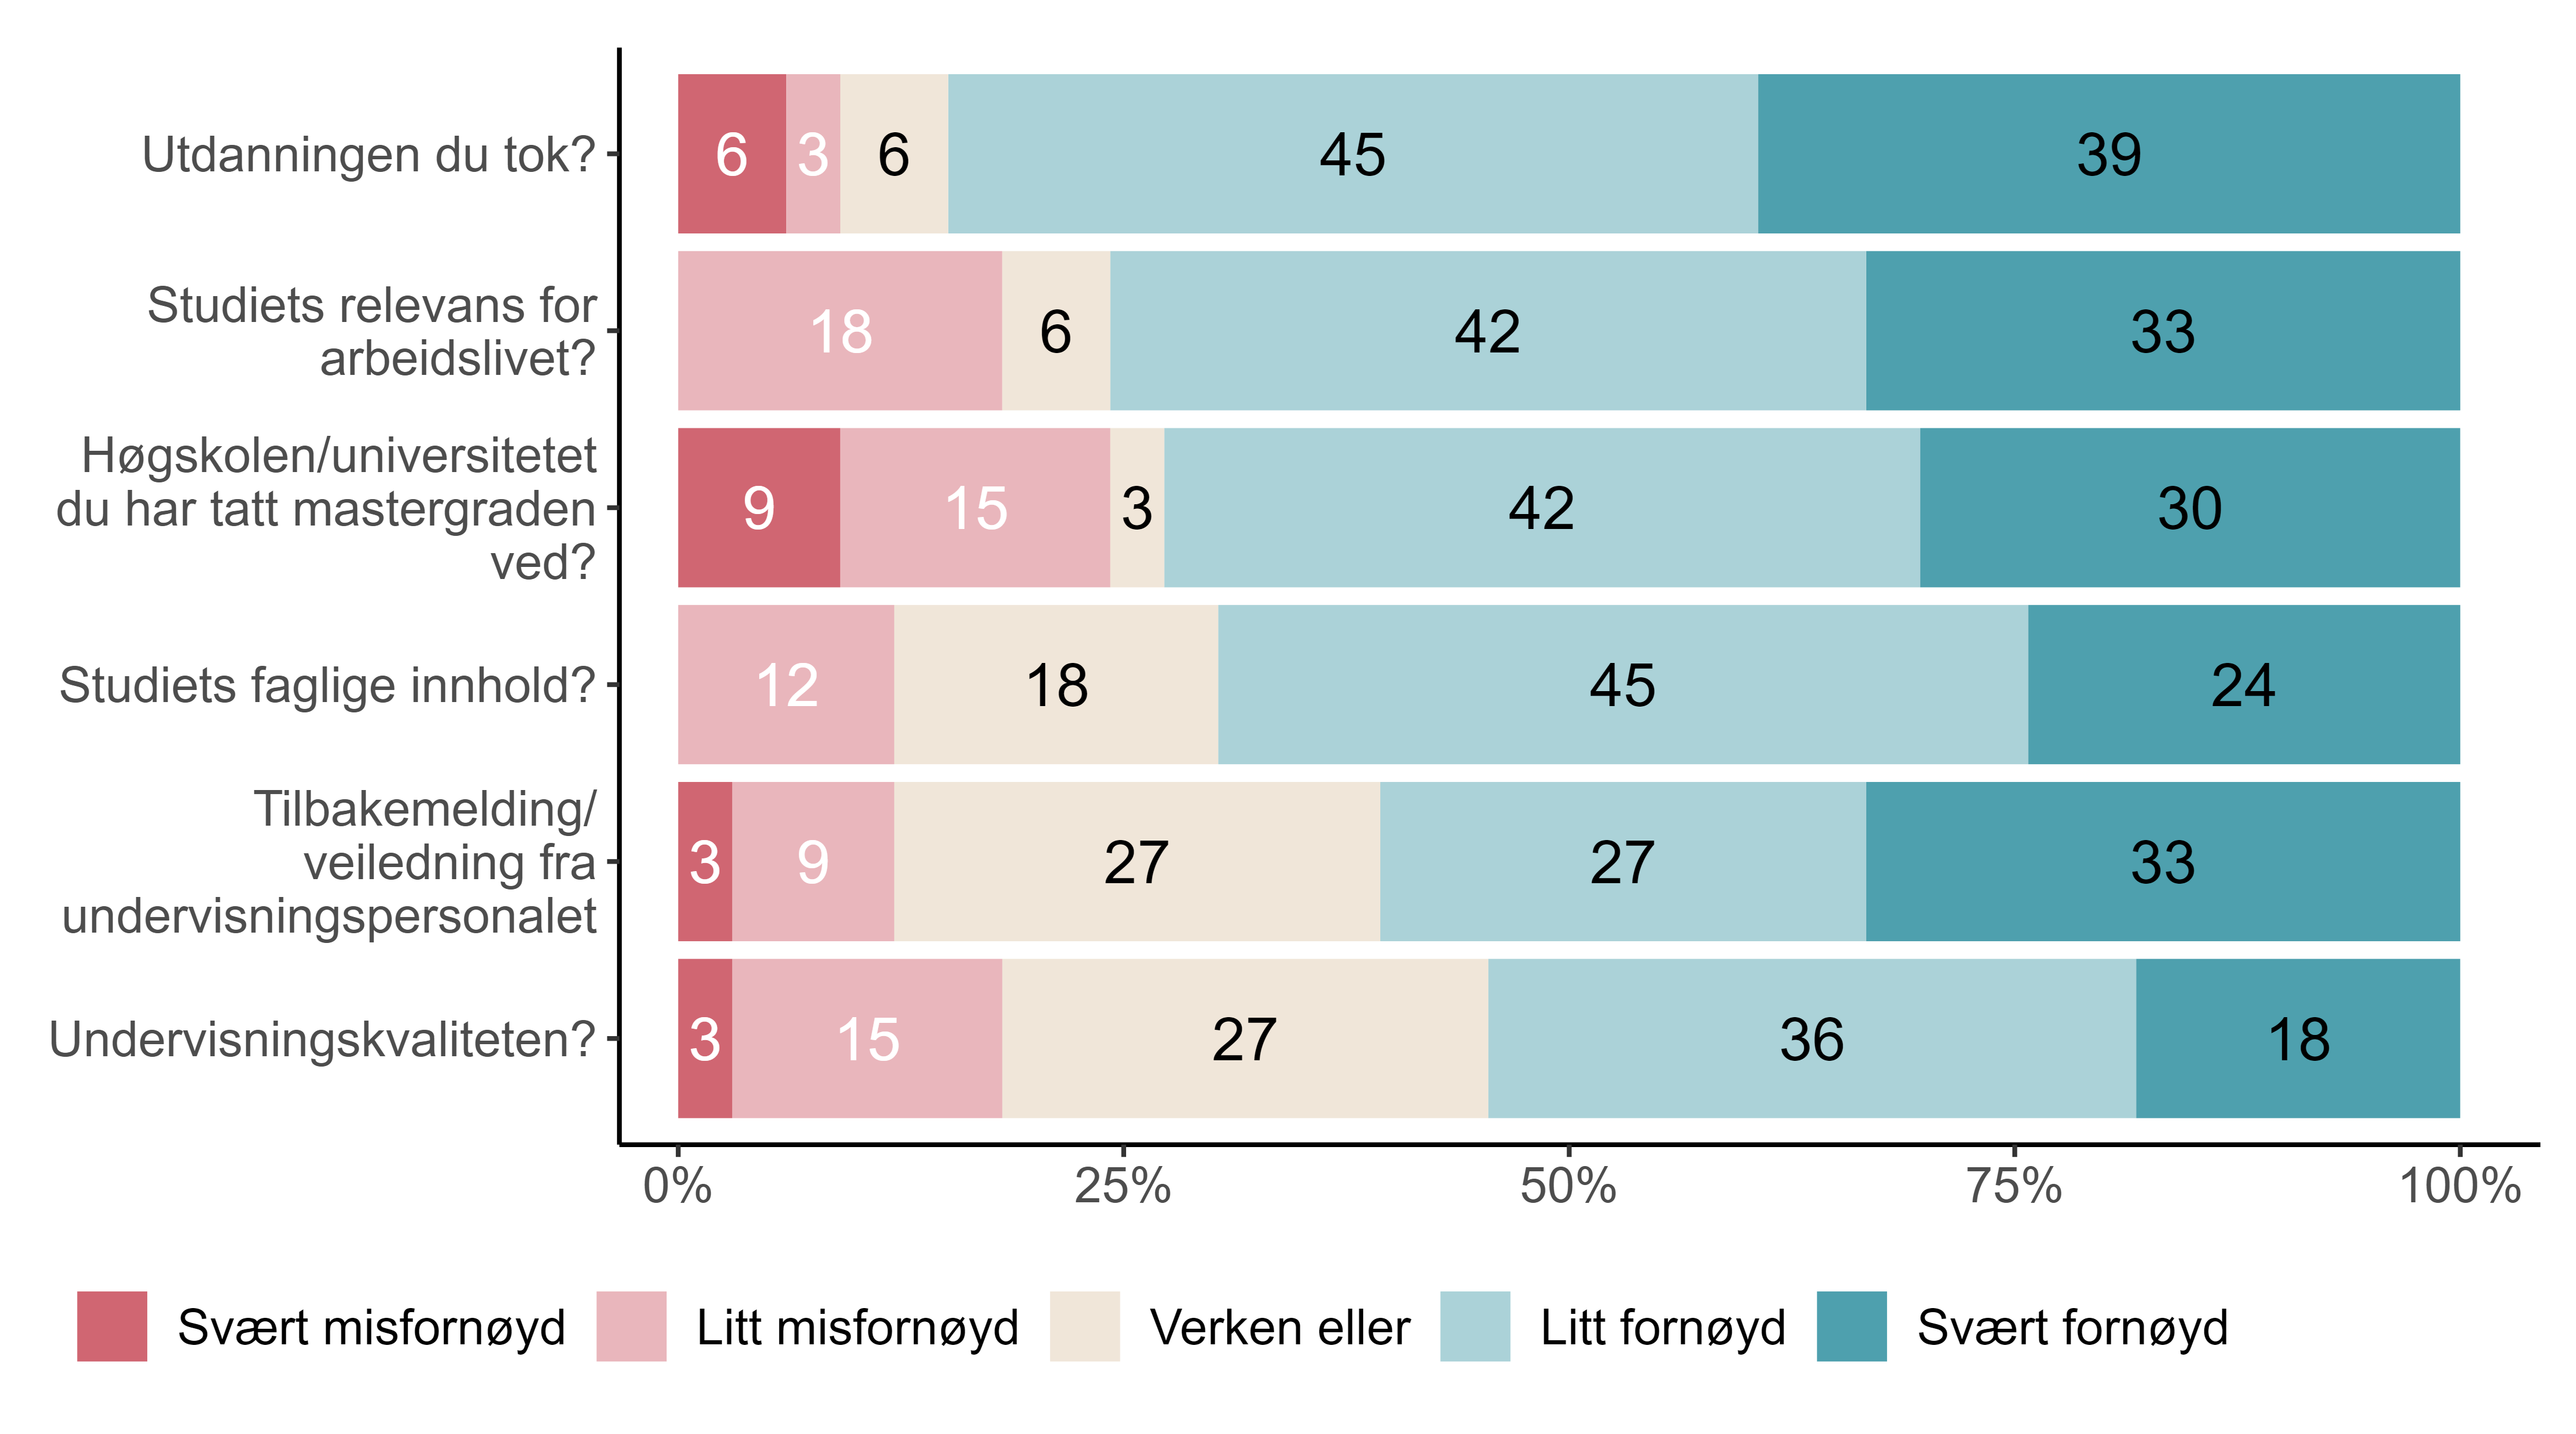 Utdanningen du tok?
6 3 6 45 39
Studiets relevans for
arbeidslivet?
18 6 42 33
Høgskolen/universitetet
du har tatt mastergraden
ved?
9 15 3 42 30
Studiets faglige innhold?
12 18 45 24
Tilbakemelding/
veiledning fra
undervisningspersonalet
3 9 27 27 33
Undervisningskvaliteten?
3 15 27 36 18
0% 25% 50% 75% 100%
Svært misfornøyd Litt misfornøyd Verken eller Litt fornøyd Svært fornøyd